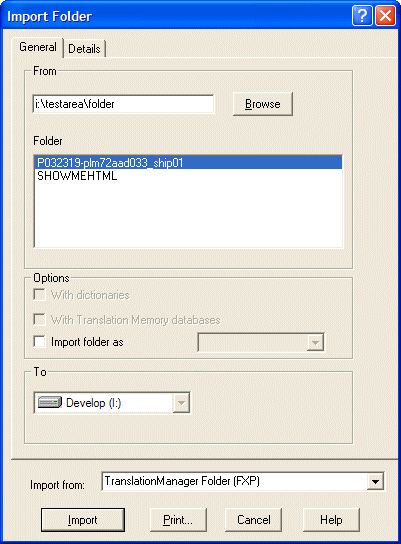 Import Folder
General
Details
From
i:\testarea\folder
Browse
Folder
P032319-plm72aad033_ship01
SHOWMEHTML
Options
With dictionaries
With Translation Memory databases
Import folder as
To
Develop (I:)
Import from:
TranslationManager Folder (FXP)
Import
Print...
Cancel
Help